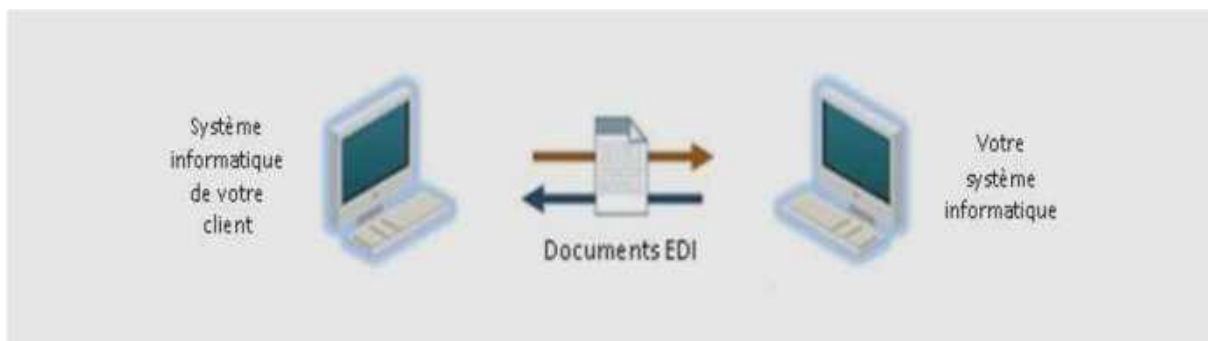 Système
informatique
de votre
client
Documents EDI
Votre
système
informatique